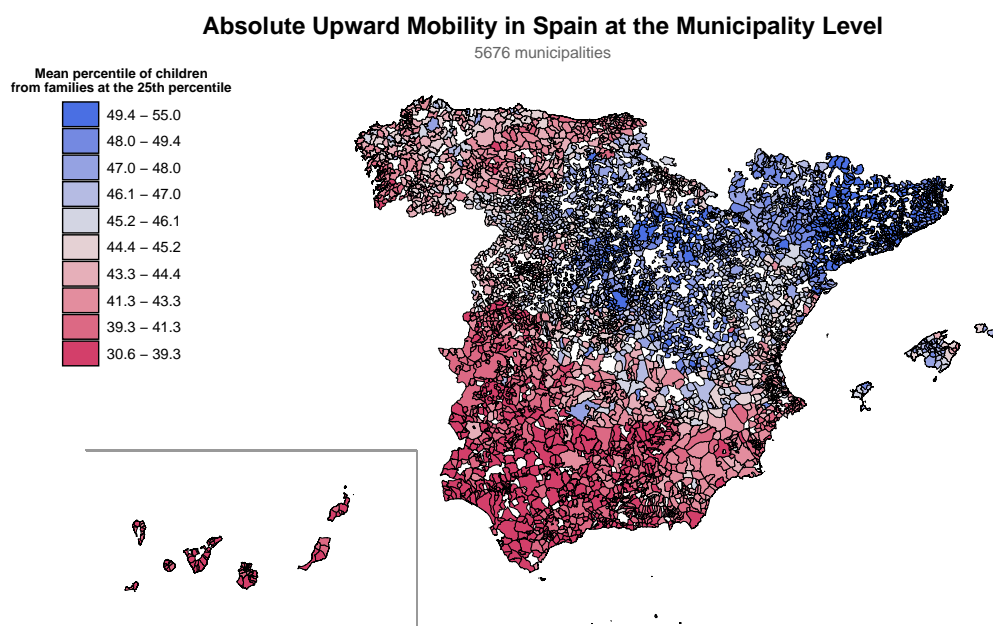 Absolute Upward Mobility in Spain at the Municipality Level
5676 municipalities
Mean percentile of children
from families at the 25th percentile
49.4 – 55.0
48.0 – 49.4
47.0 – 48.0
46.1 – 47.0
45.2 – 46.1
44.4 – 45.2
43.3 – 44.4
41.3 – 43.3
39.3 – 41.3
30.6 – 39.3